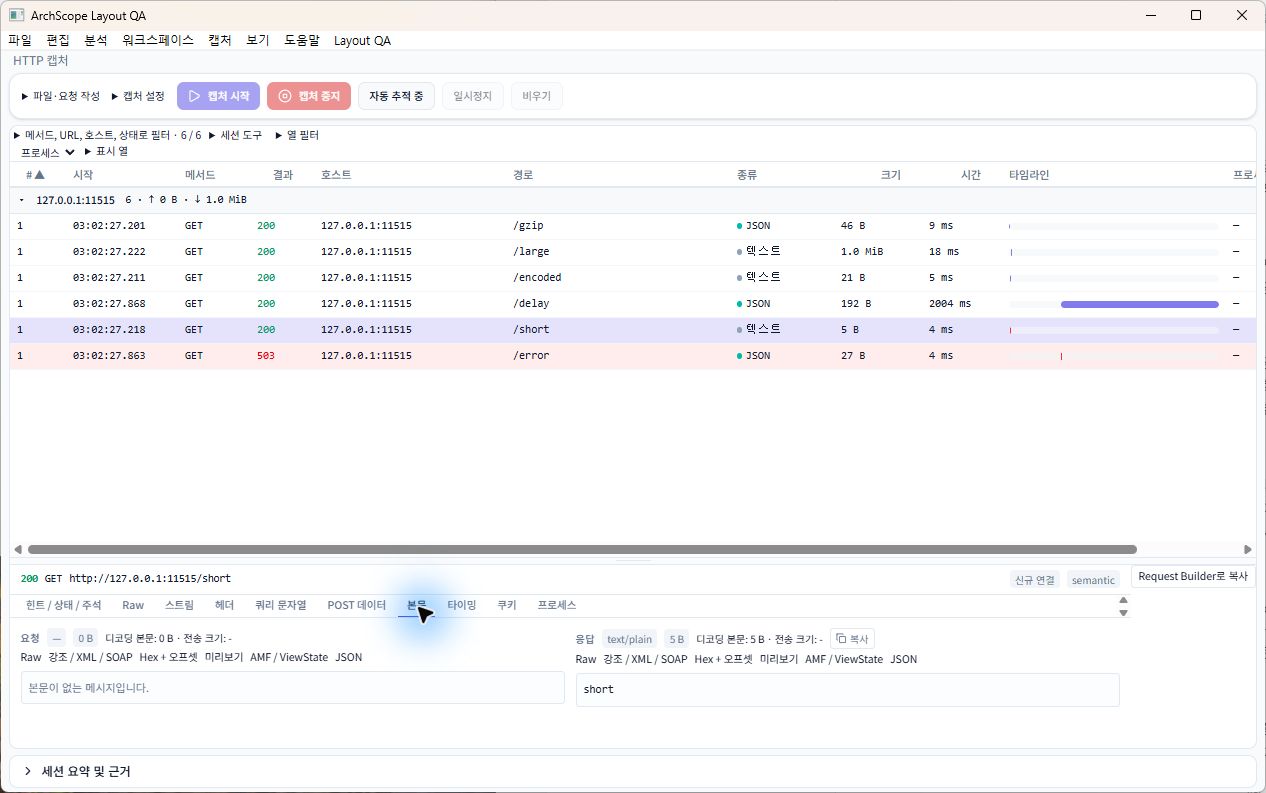 ArchScope Layout QA
파일 편집 분석 워크스페이스 캡처 보기 도움말 Layout QA
HTTP 캡처
▶ 파일·요청 작성 ▶ 캡처 설정 캡처 시작 캡처 중지 자동 추적 중 일시정지 비우기
▶ 메서드, URL, 호스트, 상태로 필터 · 6 / 6 ▶ 세션 도구 ▶ 열 필터
프로세스 ▶ 표시 열
# ▲ 시작 메서드 결과 호스트 경로 종류 크기 시간 타임라인
127.0.0.1:11515 6 · ↑ 0 B · ↓ 1.0 MiB
1 03:02:27.201 GET 200 127.0.0.1:11515 /gzip JSON 46 B 9 ms —
1 03:02:27.222 GET 200 127.0.0.1:11515 /large 텍스트 1.0 MiB 18 ms —
1 03:02:27.211 GET 200 127.0.0.1:11515 /encoded 텍스트 21 B 5 ms —
1 03:02:27.868 GET 200 127.0.0.1:11515 /delay JSON 192 B 2004 ms —
1 03:02:27.218 GET 200 127.0.0.1:11515 /short 텍스트 5 B 4 ms —
1 03:02:27.863 GET 503 127.0.0.1:11515 /error JSON 27 B 4 ms —
200 GET http://127.0.0.1:11515/short 신규 연결 semantic Request Builder로 복사
힌트 / 상태 / 주석 Raw 스트림 헤더 쿼리 문자열 POST 데이터 본문 타이밍 쿠키 프로세스
요청 — 0 B 디코딩 본문: 0 B · 전송 크기: -
Raw 강조 / XML / SOAP Hex + 오프셋 미리보기 AMF / ViewState JSON
본문이 없는 메시지입니다.
응답 text/plain 5 B 디코딩 본문: 5 B · 전송 크기: - 복사
Raw 강조 / XML / SOAP Hex + 오프셋 미리보기 AMF / ViewState JSON
short
세션 요약 및 근거